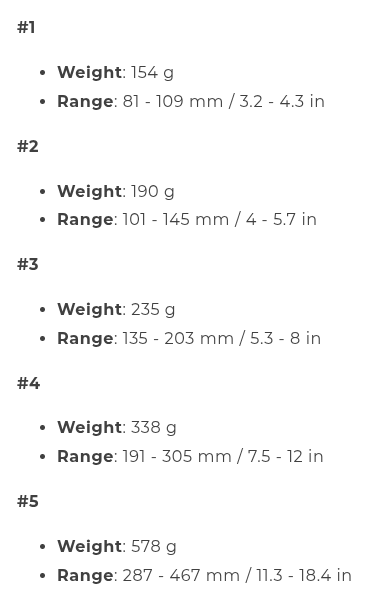 #1
• Weight: 154 g
• Range: 81 - 109 mm / 3.2 - 4.3 in
#2
• Weight: 190 g
• Range: 101 - 145 mm / 4 - 5.7 in
#3
• Weight: 235 g
• Range: 135 - 203 mm / 5.3 - 8 in
#4
• Weight: 338 g
• Range: 191 - 305 mm / 7.5 - 12 in
#5
• Weight: 578 g
• Range: 287 - 467 mm / 11.3 - 18.4 in